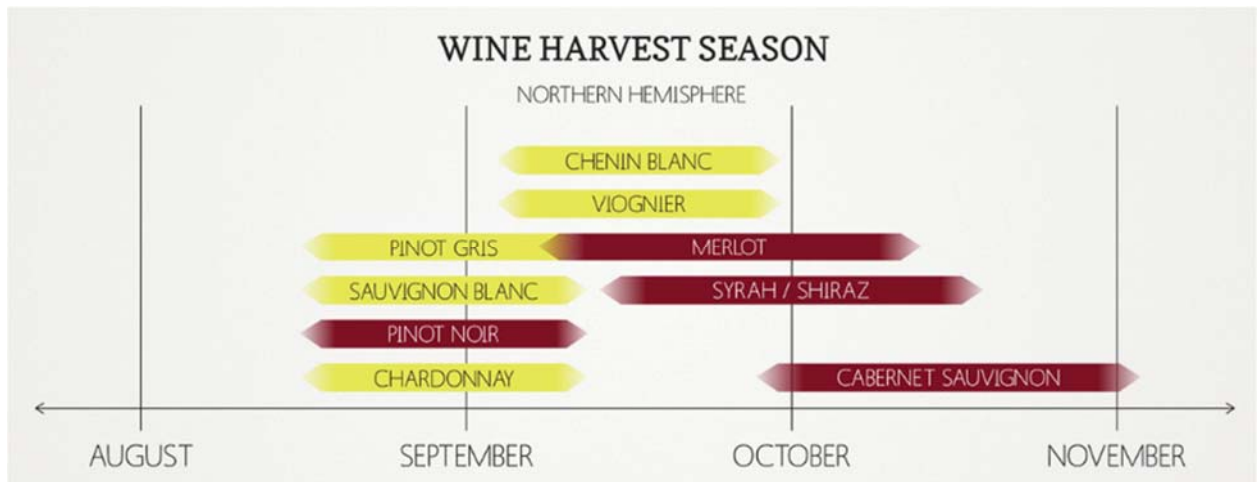 WINE HARVEST SEASON
NORTHERN HEMISPHERE
CHENIN BLANC
VIOGNIER
PINOT GRIS MERLOT
SAUVIGNON BLANC SYRAH / SHIRAZ
PINOT NOIR
CHARDONNAY CABERNET SAUVIGNON
AUGUST SEPTEMBER OCTOBER NOVEMBER